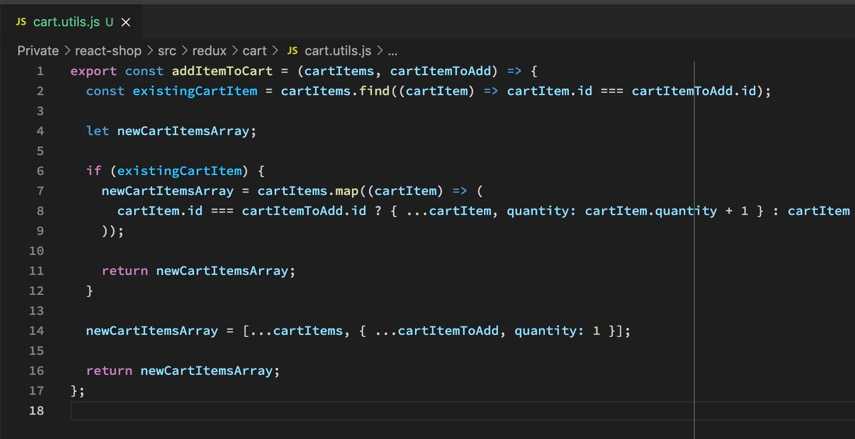 JS cart.utils.js U ×
Private > react-shop > src > redux > cart > JS cart.utils.js > ...
1 export const addItemToCart = (cartItems, cartItemToAdd) => {
2   const existingCartItem = cartItems.find((cartItem) => cartItem.id === cartItemToAdd.id);
3
4   let newCartItemsArray;
5
6   if (existingCartItem) {
7     newCartItemsArray = cartItems.map((cartItem) => (
8       cartItem.id === cartItemToAdd.id ? { ...cartItem, quantity: cartItem.quantity + 1 } : cartItem
9     ));
10
11     return newCartItemsArray;
12   }
13
14   newCartItemsArray = [...cartItems, { ...cartItemToAdd, quantity: 1 }];
15
16   return newCartItemsArray;
17 };
18